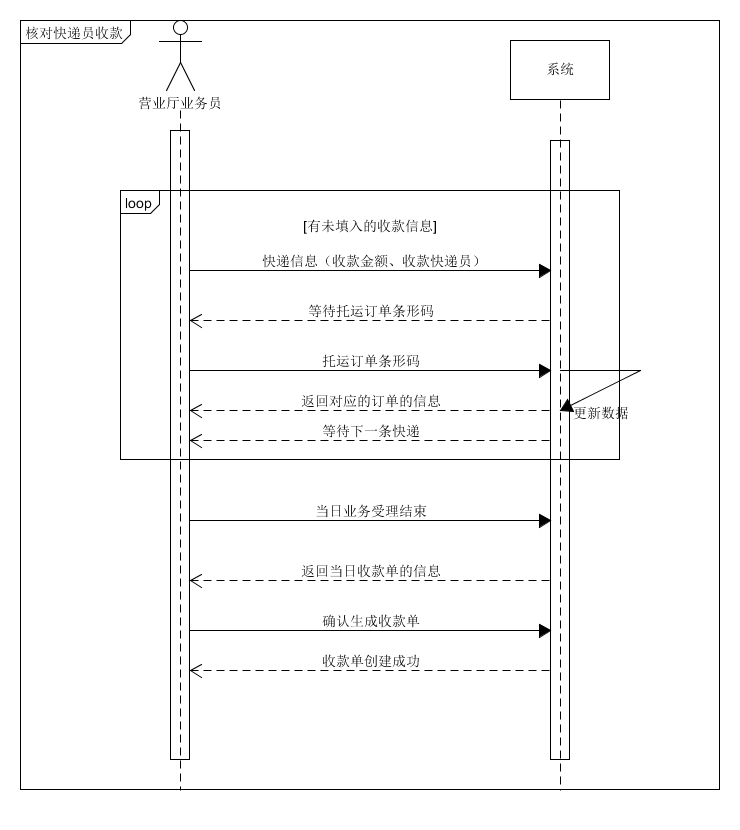 核对快递员收款
营业厅业务员
系统
loop
[有未填入的收款信息]
快递信息（收款金额、收款快递员）
等待托运订单条形码
托运订单条形码
返回对应的订单的信息
更新数据
等待下一条快递
当日业务受理结束
返回当日收款单的信息
确认生成收款单
收款单创建成功